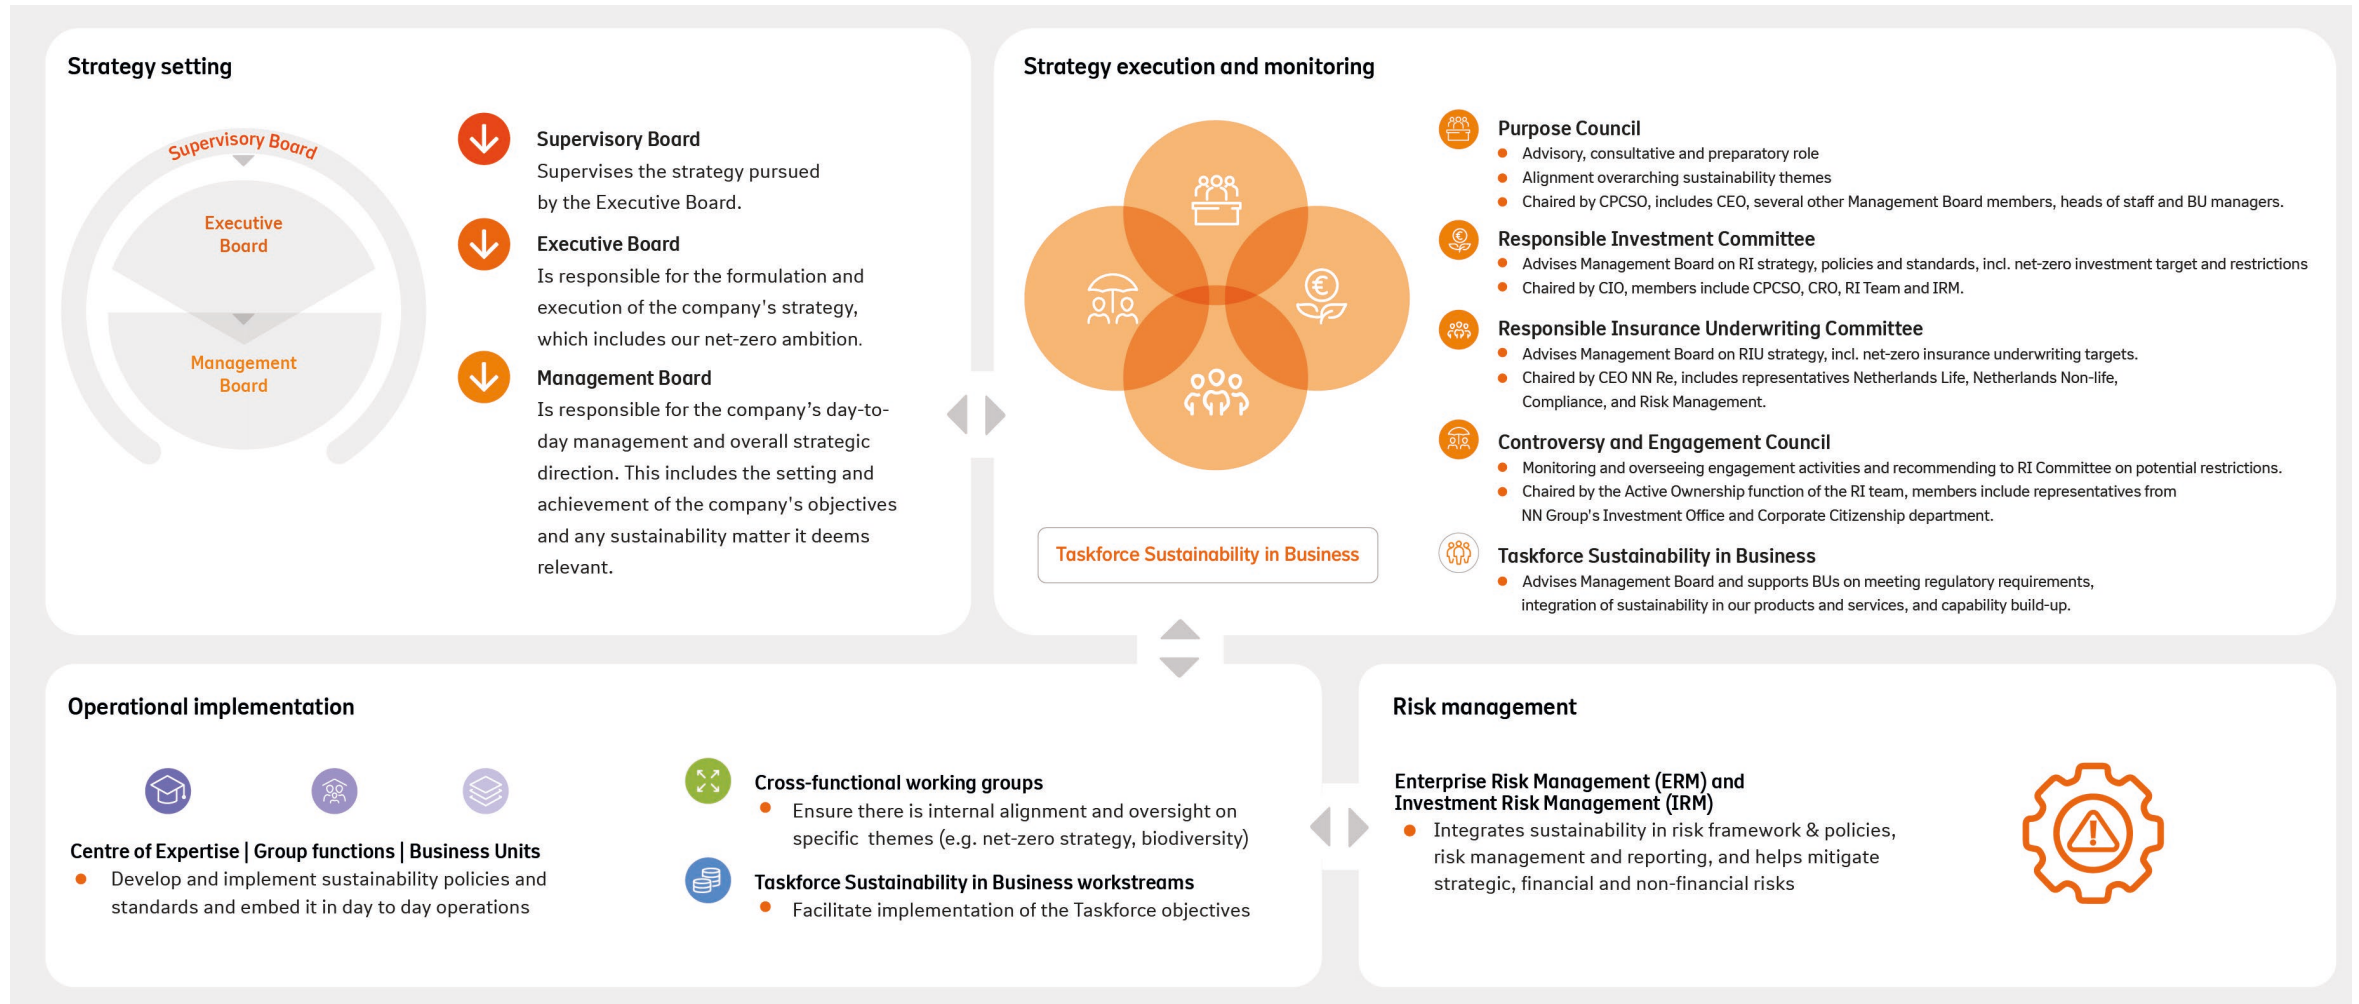 Strategy setting
Supervisory Board
Executive
Board
Management
Board
Supervisory Board
Supervises the strategy pursued
by the Executive Board.
Executive Board
Is responsible for the formulation and
execution of the company's strategy,
which includes our net-zero ambition.
Management Board
Is responsible for the company’s day-to-
day management and overall strategic
direction. This includes the setting and
achievement of the company's objectives
and any sustainability matter it deems
relevant.
Strategy execution and monitoring
Taskforce Sustainability in Business
Purpose Council
Advisory, consultative and preparatory role
Alignment overarching sustainability themes
Chaired by CPCSO, includes CEO, several other Management Board members, heads of staff and BU managers.
Responsible Investment Committee
Advises Management Board on RI strategy, policies and standards, incl. net-zero investment target and restrictions
Chaired by CIO, members include CPCSO, CRO, RI Team and IRM.
Responsible Insurance Underwriting Committee
Advises Management Board on RIU strategy, incl. net-zero insurance underwriting targets.
Chaired by CEO NN Re, includes representatives Netherlands Life, Netherlands Non-life,
Compliance, and Risk Management.
Controversy and Engagement Council
Monitoring and overseeing engagement activities and recommending to RI Committee on potential restrictions.
Chaired by the Active Ownership function of the RI team, members include representatives from
NN Group's Investment Office and Corporate Citizenship department.
Taskforce Sustainability in Business
Advises Management Board and supports BUs on meeting regulatory requirements,
integration of sustainability in our products and services, and capability build-up.
Operational implementation
Centre of Expertise | Group functions | Business Units
Develop and implement sustainability policies and
standards and embed it in day to day operations
Cross-functional working groups
Ensure there is internal alignment and oversight on
specific themes (e.g. net-zero strategy, biodiversity)
Taskforce Sustainability in Business workstreams
Facilitate implementation of the Taskforce objectives
Risk management
Enterprise Risk Management (ERM) and
Investment Risk Management (IRM)
Integrates sustainability in risk framework & policies,
risk management and reporting, and helps mitigate
strategic, financial and non-financial risks